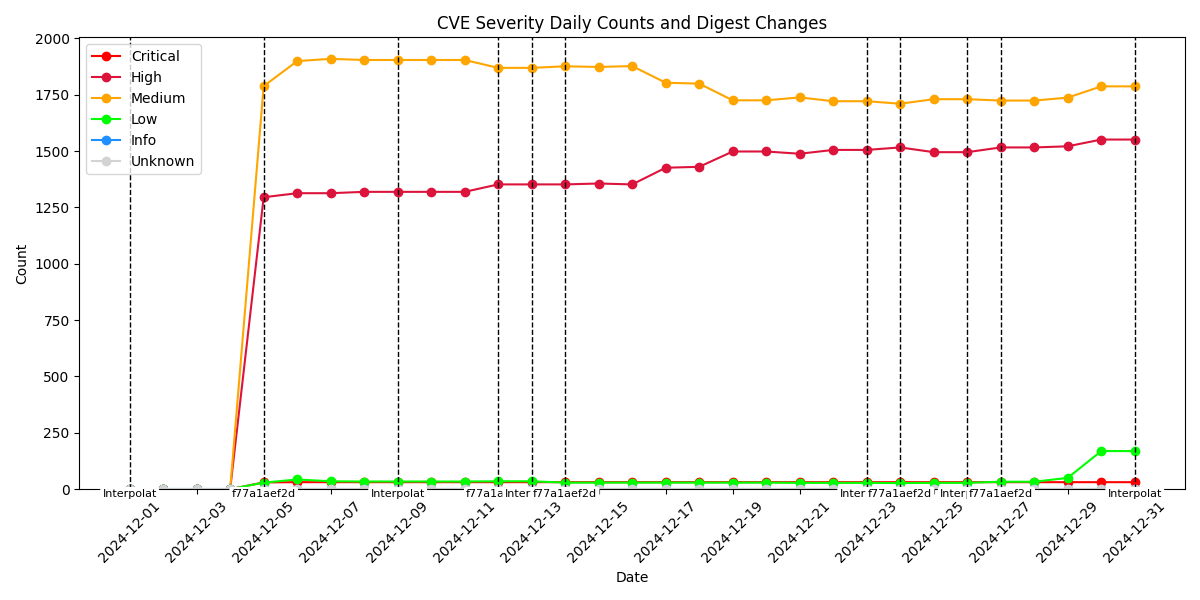 CVE Severity Daily Counts and Digest Changes
Critical
High
Medium
Low
Info
Unknown
Count
2000
1750
1500
1250
1000
750
500
250
0
Interpolat
f77a1aef2d
Interpolat
f77a1a
Inter
f77a1aef2d
Inter
f77a1aef2d
Inter
f77a1aef2d
Interpolat
2024-12-01
2024-12-03
2024-12-05
2024-12-07
2024-12-09
2024-12-11
2024-12-13
2024-12-15
2024-12-17
2024-12-19
2024-12-21
2024-12-23
2024-12-25
2024-12-27
2024-12-29
2024-12-31
Date